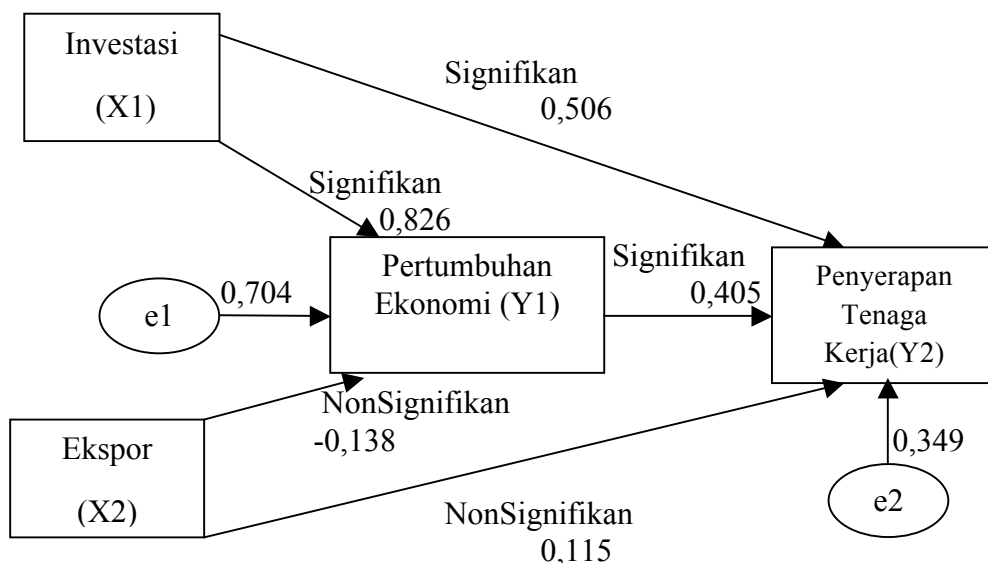 Investasi
(X1)
Signifikan
0,506
Signifikan
0,826
Pertumbuhan
Ekonomi (Y1)
Signifikan
0,405
Penyerapan
Tenaga
Kerja(Y2)
e1
0,704
NonSignifikan
-0,138
Ekspor
(X2)
0,349
e2
NonSignifikan
0,115